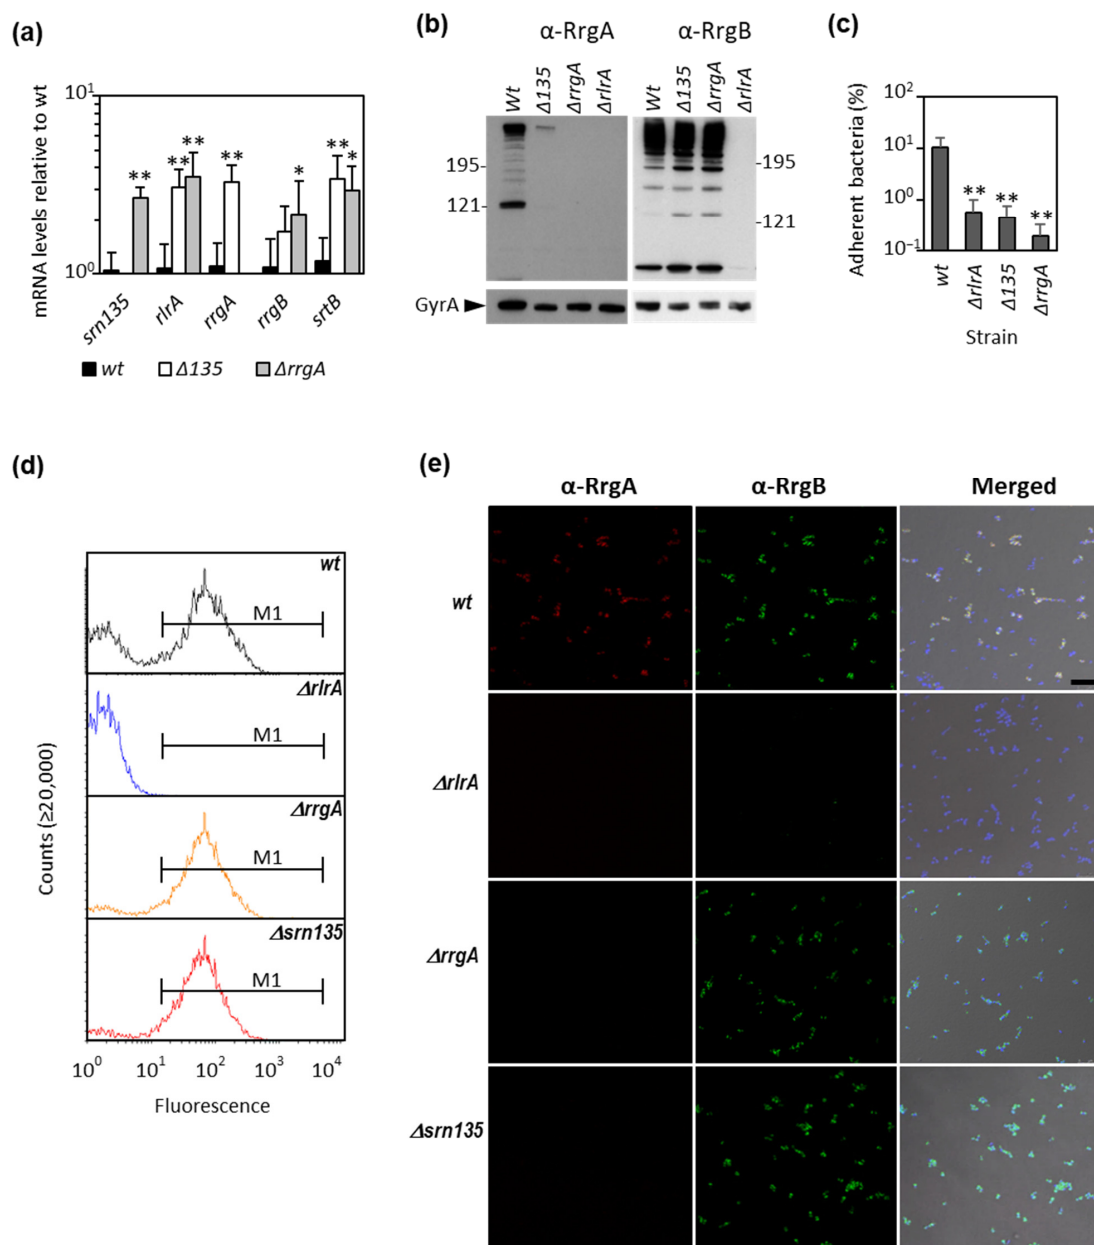 (a)
mRNA levels relative to wt
10¹
10⁰
**
**
**
**
*
**
*
srn135
rlrA
rrgA
rrgB
srtB
wt
Δ135
ΔrrgA
(b)
α-RrgA
α-RrgB
Wt
Δ135
ΔrrgA
ΔrlrA
Wt
Δ135
ΔrrgA
ΔrlrA
195-
121-
-195
-121
GyrA
(c)
Adherent bacteria (%)
10²
10¹
10⁰
10⁻¹
**
**
**
wt
ΔrlrA
Δ135
ΔrrgA
Strain
(d)
Counts (≥20,000)
wt
M1
ΔrlrA
M1
ΔrrgA
M1
Δsrn135
M1
10⁰ 10¹ 10² 10³ 10⁴
Fluorescence
(e)
α-RrgA
α-RrgB
Merged
wt
ΔrlrA
ΔrrgA
Δsrn135